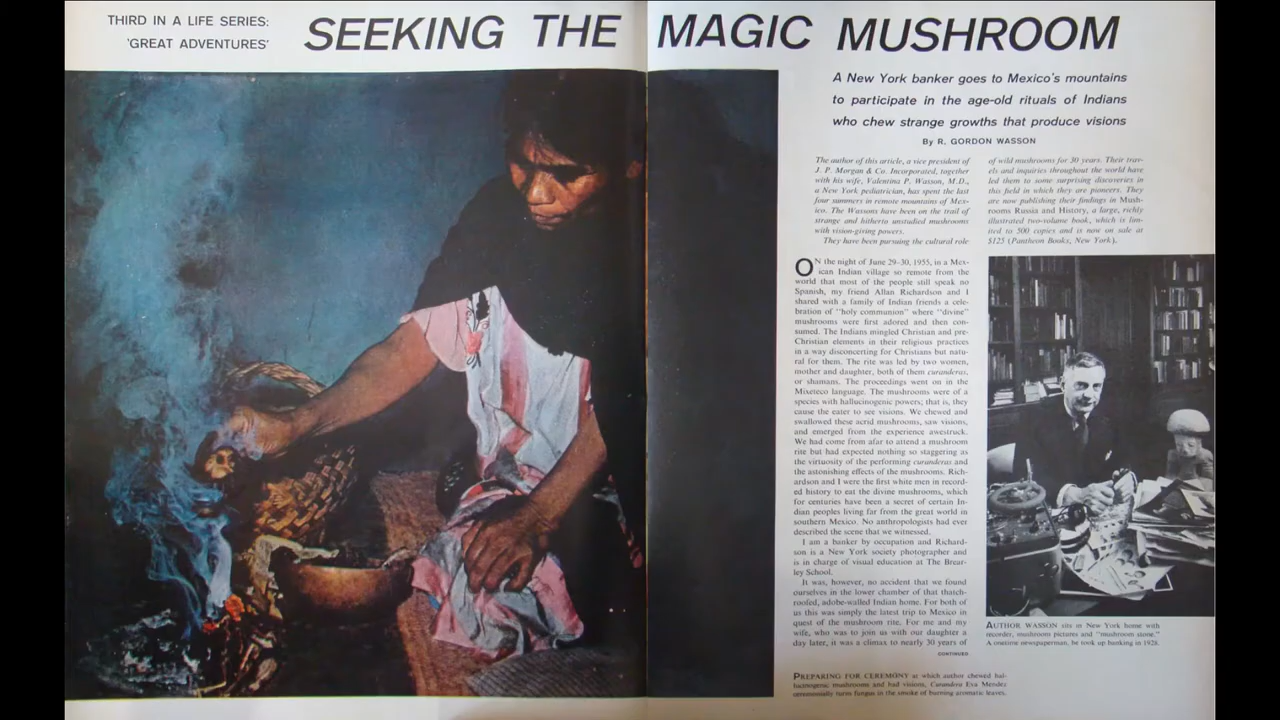 THIRD IN A LIFE SERIES:
'GREAT ADVENTURES'
SEEKING THE MAGIC MUSHROOM
A New York banker goes to Mexico's mountains
to participate in the age-old rituals of Indians
who chew strange growths that produce visions
By R. GORDON WASSON
The author of this article, a vice president of
J. P. Morgan & Co. Incorporated, together
with his wife, Valentina P. Wasson, M.D.,
a New York pediatrician, has spent the last
four summers in remote mountains of Mex-
ico. The Wassons have been on the trail of
strange and hitherto unstudied mushrooms
with vision-giving powers.
They have been pursuing the cultural role
of wild mushrooms for 30 years. Their trav-
els and inquiries throughout the world have
led them to some surprising discoveries in
this field in which they are pioneers. They
are now publishing their findings in Mush-
rooms Russia and History, a large, richly
illustrated two-volume book, which is lim-
ited to 500 copies and is now on sale at
$125 (Pantheon Books, New York).
ON the night of June 29-30, 1955, in a Mex-
ican Indian village so remote from the
world that most of the people still speak no
Spanish, my friend Allan Richardson and I
shared with a family of Indian friends a cele-
bration of "holy communion" where "divine"
mushrooms were first adored and then con-
sumed. The Indians mingled Christian and pre-
Christian elements in their religious practices
in a way disconcerting for Christians but natu-
ral for them. The rite was led by two women,
mother and daughter, both of them curanderas,
or shamans. The proceedings went on in the
Mixeteco language. The mushrooms were of a
species with hallucinogenic powers; that is, they
cause the eater to see visions. We chewed and
swallowed these acrid mushrooms, saw visions,
and emerged from the experience awestruck.
We had come from afar to attend a mushroom
rite but had expected nothing so staggering as
the virtuosity of the performing curanderas and
the astonishing effects of the mushrooms. Rich-
ardson and I were the first white men in record-
ed history to eat the divine mushrooms, which
for centuries have been a secret of certain In-
dian peoples living far from the great world in
southern Mexico. No anthropologists had ever
described the scene that we witnessed.
I am a banker by occupation and Richard-
son is a New York society photographer and
is in charge of visual education at The Brear-
ley School.
It was, however, no accident that we found
ourselves in the lower chamber of that thatch-
roofed, adobe-walled Indian home. For both of
us this was simply the latest trip to Mexico in
quest of the mushroom rite. For me and my
wife, who was to join us with our daughter a
day later, it was a climax to nearly 30 years of
CONTINUED
AUTHOR WASSON sits in New York home with
recorder, mushroom pictures and "mushroom stone."
A onetime newspaperman, he took up banking in 1928.
PREPARING FOR CEREMONY at which author chewed hal-
lucinogenic mushrooms and had visions, Curandera Eva Mendez
ceremonially turns fungus in the smoke of burning aromatic leaves.